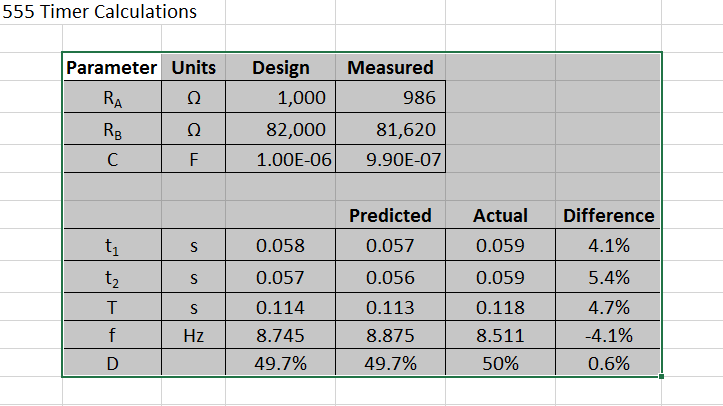 555 Timer Calculations
Parameter Units Design Measured
R_A Ω 1,000 986
R_B Ω 82,000 81,620
C F 1.00E-06 9.90E-07
Predicted Actual Difference
t₁ s 0.058 0.057 0.059 4.1%
t₂ s 0.057 0.056 0.059 5.4%
T s 0.114 0.113 0.118 4.7%
f Hz 8.745 8.875 8.511 -4.1%
D 49.7% 49.7% 50% 0.6%